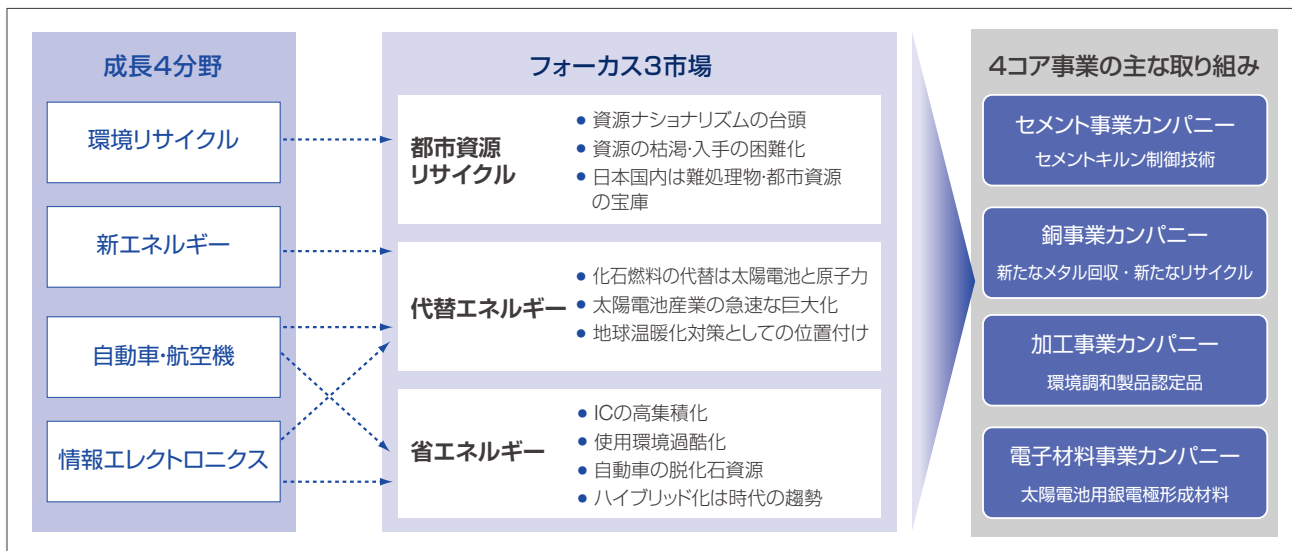 成長4分野
環境リサイクル
新エネルギー
自動車・航空機
情報エレクトロニクス
フォーカス3市場
都市資源
リサイクル
● 資源ナショナリズムの台頭
● 資源の枯渇・入手の困難化
● 日本国内は難処理物・都市資源
の宝庫
代替エネルギー
● 化石燃料の代替は太陽電池と原子力
● 太陽電池産業の急速な巨大化
● 地球温暖化対策としての位置付け
省エネルギー
● ICの高集積化
● 使用環境過酷化
● 自動車の脱化石資源
● ハイブリッド化は時代の趨勢
4コア事業の主な取り組み
セメント事業カンパニー
セメントキルン制御技術
銅事業カンパニー
新たなメタル回収・新たなリサイクル
加工事業カンパニー
環境調和製品認定品
電子材料事業カンパニー
太陽電池用銀電極形成材料